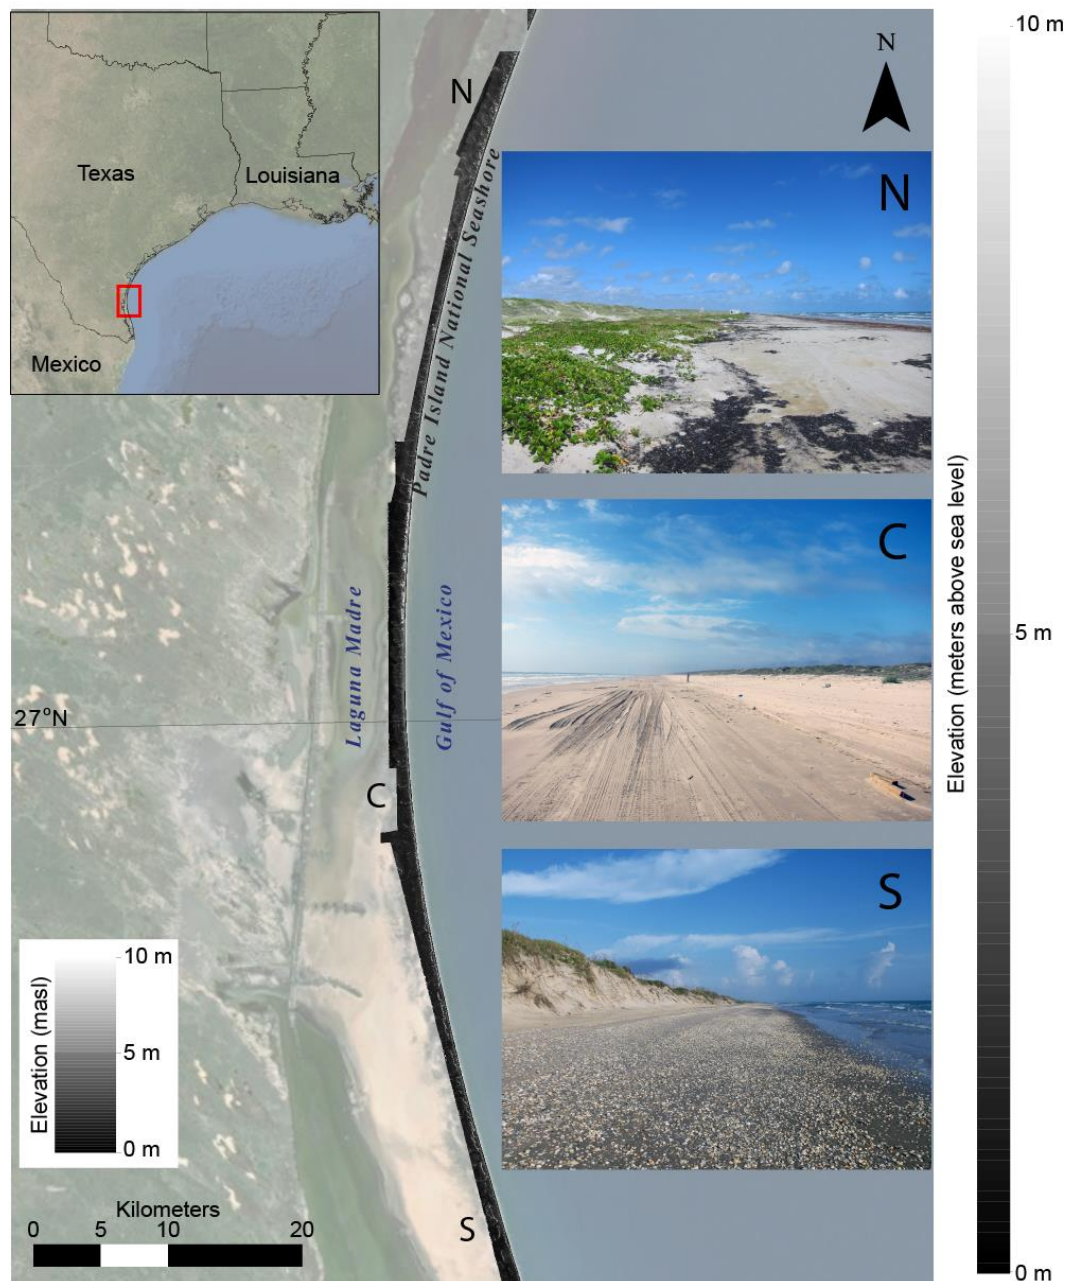 Texas
Louisiana
Mexico
N
N
Padre Island National Seashore
N
C
Laguna Madre
Gulf of Mexico
27°N
C
S
S
Elevation (masl)
10 m
5 m
0 m
Kilometers
0 5 10 20
10 m
5 m
0 m
Elevation (meters above sea level)